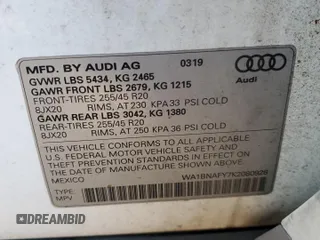 MFD. BY AUDI AG 0319
GVWR LBS 5434, KG 2465
GAWR FRONT LBS 2679, KG 1215
FRONT-TIRES 255/45 R20
8JX20 RIMS, AT 230 KPA 33 PSI COLD
GAWR REAR LBS 3042, KG 1380
REAR-TIRES 255/45 R20
8JX20 RIMS, AT 250 KPA 36 PSI COLD
Audi
THIS VEHICLE CONFORMS TO ALL APPLICABLE
U.S. FEDERAL MOTOR VEHICLE SAFETY AND
THEFT PREVENTION STANDARDS IN EFFECT ON THE
DATE OF MANUFACTURE SHOWN ABOVE.
MEXICO
TYPE:
MPV